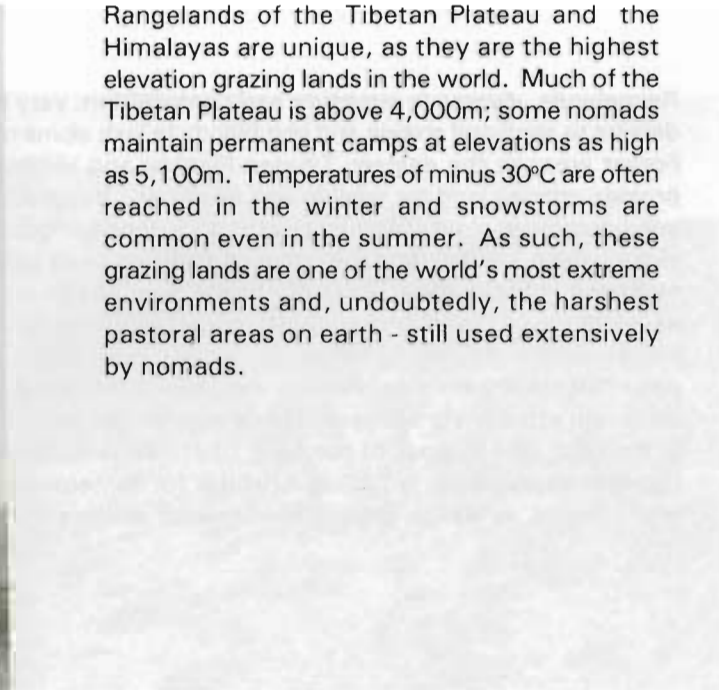 Rangelands of the Tibetan Plateau and the
Himalayas are unique, as they are the highest
elevation grazing lands in the world. Much of the
Tibetan Plateau is above 4,000m; some nomads
maintain permanent camps at elevations as high
as 5,100m. Temperatures of minus 30ºC are often
reached in the winter and snowstorms are
common even in the summer. As such, these
grazing lands are one of the world's most extreme
environments and, undoubtedly, the harshest
pastoral areas on earth - still used extensively
by nomads.